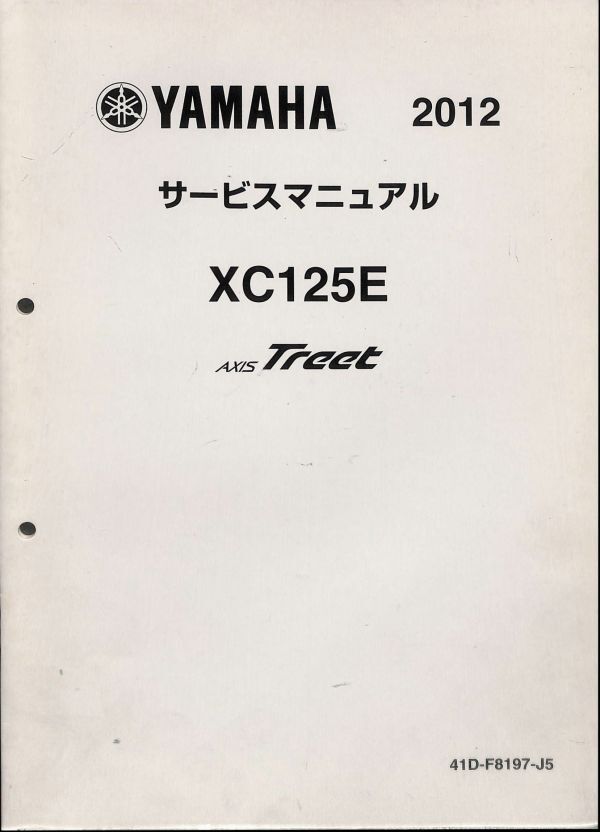 YAMAHA 2012
サービスマニュアル
XC125E
AXIS Treet
41D-F8197-J5